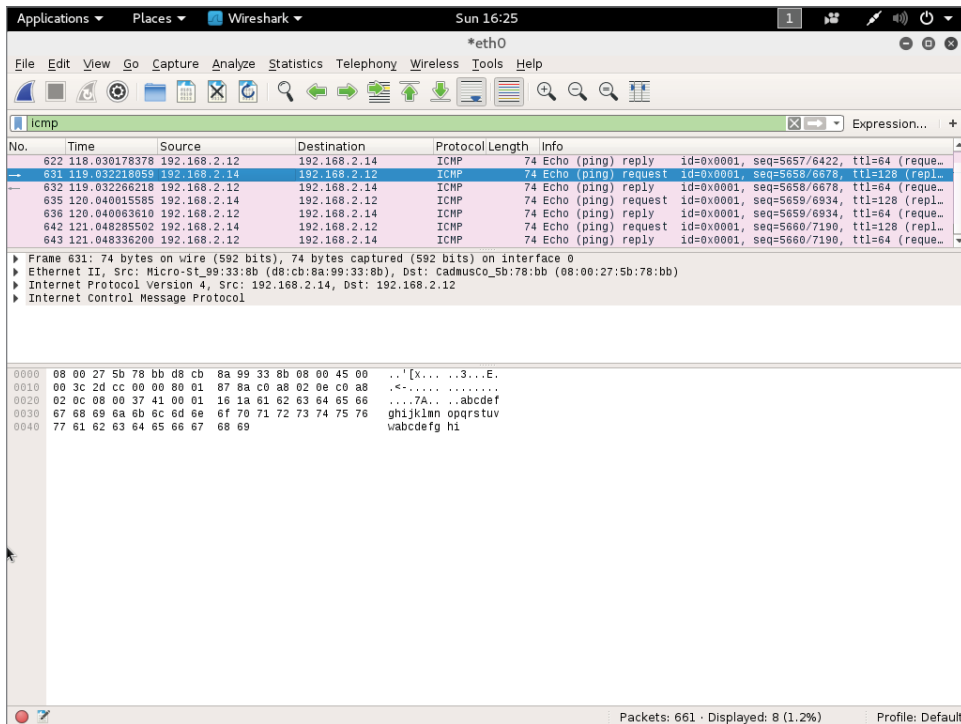 Applications ▾ Places ▾ Wireshark ▾ Sun 16:25 1
*eth0
File Edit View Go Capture Analyze Statistics Telephony Wireless Tools Help
icmp Expression... +
No. Time Source Destination Protocol Length Info
622 118.030178378 192.168.2.12 192.168.2.14 ICMP 74 Echo (ping) reply id=0x0001, seq=5657/6422, ttl=64 (reque…
631 119.032218059 192.168.2.14 192.168.2.12 ICMP 74 Echo (ping) request id=0x0001, seq=5658/6678, ttl=128 (repl…
632 119.032266218 192.168.2.12 192.168.2.14 ICMP 74 Echo (ping) reply id=0x0001, seq=5658/6678, ttl=64 (reque…
635 120.040015585 192.168.2.14 192.168.2.12 ICMP 74 Echo (ping) request id=0x0001, seq=5659/6934, ttl=128 (repl…
636 120.040063610 192.168.2.12 192.168.2.14 ICMP 74 Echo (ping) reply id=0x0001, seq=5659/6934, ttl=64 (reque…
642 121.048285502 192.168.2.14 192.168.2.12 ICMP 74 Echo (ping) request id=0x0001, seq=5660/7190, ttl=128 (repl…
643 121.048336200 192.168.2.12 192.168.2.14 ICMP 74 Echo (ping) reply id=0x0001, seq=5660/7190, ttl=64 (reque…
Frame 631: 74 bytes on wire (592 bits), 74 bytes captured (592 bits) on interface 0
Ethernet II, Src: Micro-St_99:33:8b (d8:cb:8a:99:33:8b), Dst: CadmusCo_5b:78:bb (08:00:27:5b:78:bb)
Internet Protocol Version 4, Src: 192.168.2.14, Dst: 192.168.2.12
Internet Control Message Protocol
0000 08 00 27 5b 78 bb d8 cb 8a 99 33 8b 08 00 45 00 ..'[x... ..3...E.
0010 00 3c 2d cc 00 00 80 01 87 8a c0 a8 02 0e c0 a8 .<-..... ........
0020 02 0c 08 00 37 41 00 01 16 1a 61 62 63 64 65 66 ....7A.. ..abcdef
0030 67 68 69 6a 6b 6c 6d 6e 6f 70 71 72 73 74 75 76 ghijklmn opqrstuv
0040 77 61 62 63 64 65 66 67 68 69 wabcdefg hi
Packets: 661 · Displayed: 8 (1.2%) Profile: Default